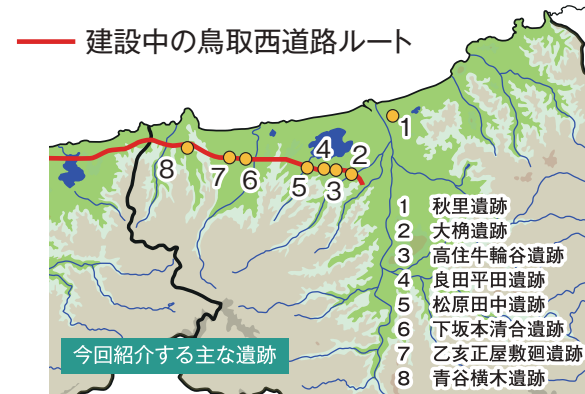 建設中の鳥取西道路ルート
1
4
2
8
7
6
5
3
1 秋里遺跡
2 大桷遺跡
3 高住牛輪谷遺跡
4 良田平田遺跡
5 松原田中遺跡
6 下坂本清合遺跡
7 乙亥正屋敷廻遺跡
8 青谷横木遺跡
今回紹介する主な遺跡